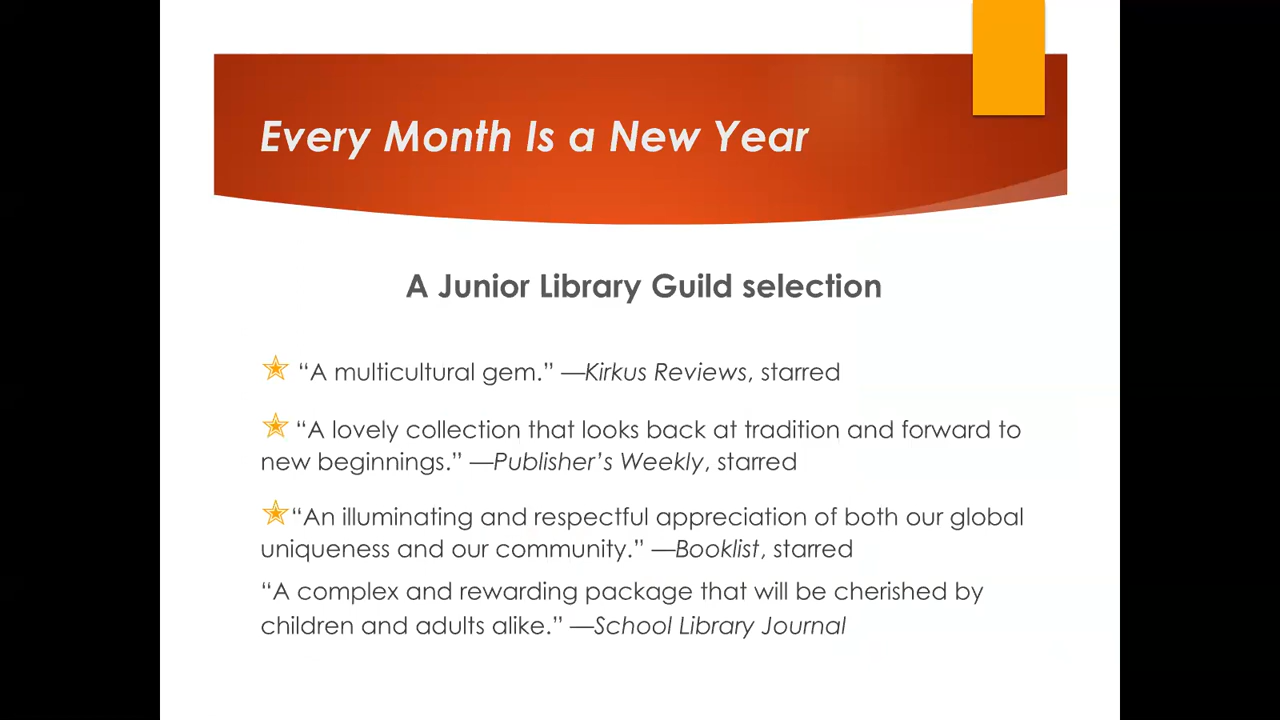 Every Month Is a New Year
A Junior Library Guild selection
“A multicultural gem.” —Kirkus Reviews, starred
“A lovely collection that looks back at tradition and forward to
new beginnings.” —Publisher’s Weekly, starred
“An illuminating and respectful appreciation of both our global
uniqueness and our community.” —Booklist, starred
“A complex and rewarding package that will be cherished by
children and adults alike.” —School Library Journal